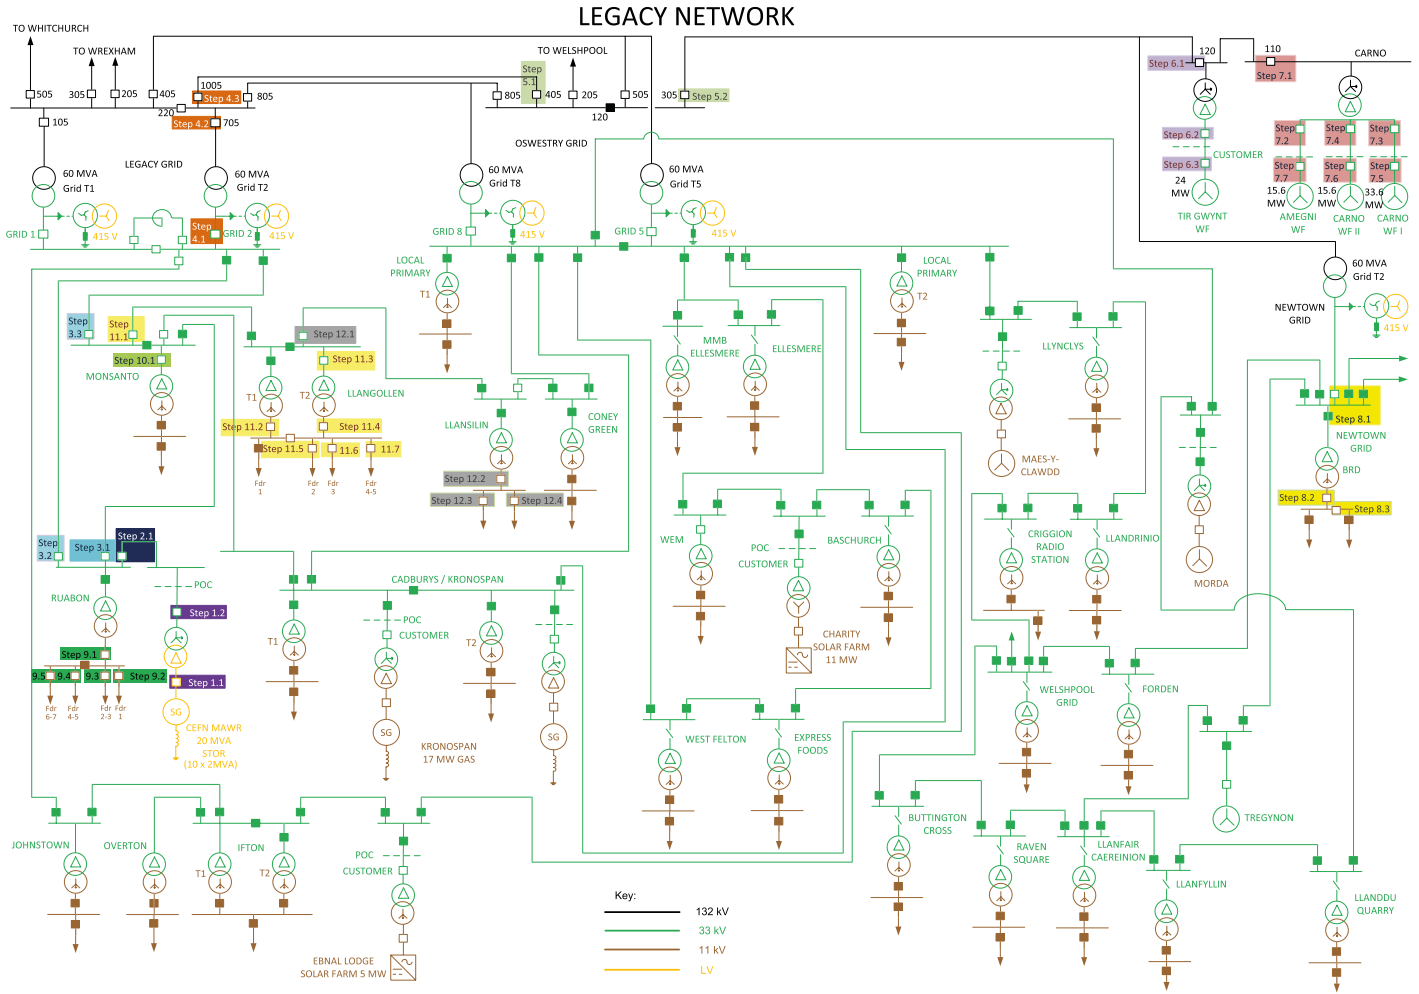 LEGACY NETWORK
TO WHITCHURCH
TO WREXHAM
TO WELSHPOOL
505
305
205
405
1005
Step 4.3
805
220
705
Step 4.2
105
805
Step
5.1
405
205
505
120
305
Step 5.2
Step 6.1
120
110
Step 7.1
CARNO
LEGACY GRID
OSWESTRY GRID
60 MVA
Grid T1
60 MVA
Grid T2
60 MVA
Grid T8
60 MVA
Grid T5
GRID 1
415 V
Step
4.1
GRID 2
415 V
GRID 8
415 V
GRID 5
415 V
Step 6.2
CUSTOMER
Step 6.3
24
MW
TIR GWYNT
WF
Step
7.2
Step
7.4
Step
7.3
Step
7.7
Step
7.6
Step
7.5
15.6
MW
15.6
MW
33.6
MW
AMEGNI
WF
CARNO
WF II
CARNO
WF I
60 MVA
Grid T2
NEWTOWN
GRID
415 V
LOCAL
PRIMARY
T1
LOCAL
PRIMARY
T2
Step
3.3
Step
11.1
Step 10.1
MONSANTO
Step 12.1
Step 11.3
T1
T2
LLANGOLLEN
Step 11.2
Step 11.4
Step 11.5
11.6
11.7
Fdr
1
Fdr
2
Fdr
3
Fdr
4-5
LLANSILIN
CONEY
GREEN
Step 12.2
Step 12.3
Step 12.4
MMB
ELLESMERE
ELLESMERE
LLYNCLYS
MAES-Y-
CLAWDD
Step 8.1
NEWTOWN
GRID
BRD
Step 8.2
Step 8.3
MORDA
WEM
POC
CUSTOMER
BASCHURCH
CHARITY
SOLAR FARM
11 MW
CRIGGION
RADIO
STATION
LLANDRINIO
Step
3.2
Step 3.1
Step 2.1
POC
RUABON
Step 1.2
Step 9.1
9.5
9.4
9.3
Step 9.2
Step 1.1
Fdr
6-7
Fdr
4-5
Fdr
2-3
Fdr
1
SG
CEFN MAWR
20 MVA
STOR
(10 x 2MVA)
CADBURYS / KRONOSPAN
T1
POC
CUSTOMER
T2
SG
SG
KRONOSPAN
17 MW GAS
WEST FELTON
EXPRESS
FOODS
WELSHPOOL
GRID
FORDEN
TREGYNON
JOHNSTOWN
OVERTON
IFTON
T1
T2
POC
CUSTOMER
EBNAL LODGE
SOLAR FARM 5 MW
BUTTINGTON
CROSS
RAVEN
SQUARE
LLANFAIR
CAEREINION
LLANFYLLIN
LLANDDU
QUARRY
Key:
132 kV
33 kV
11 kV
LV